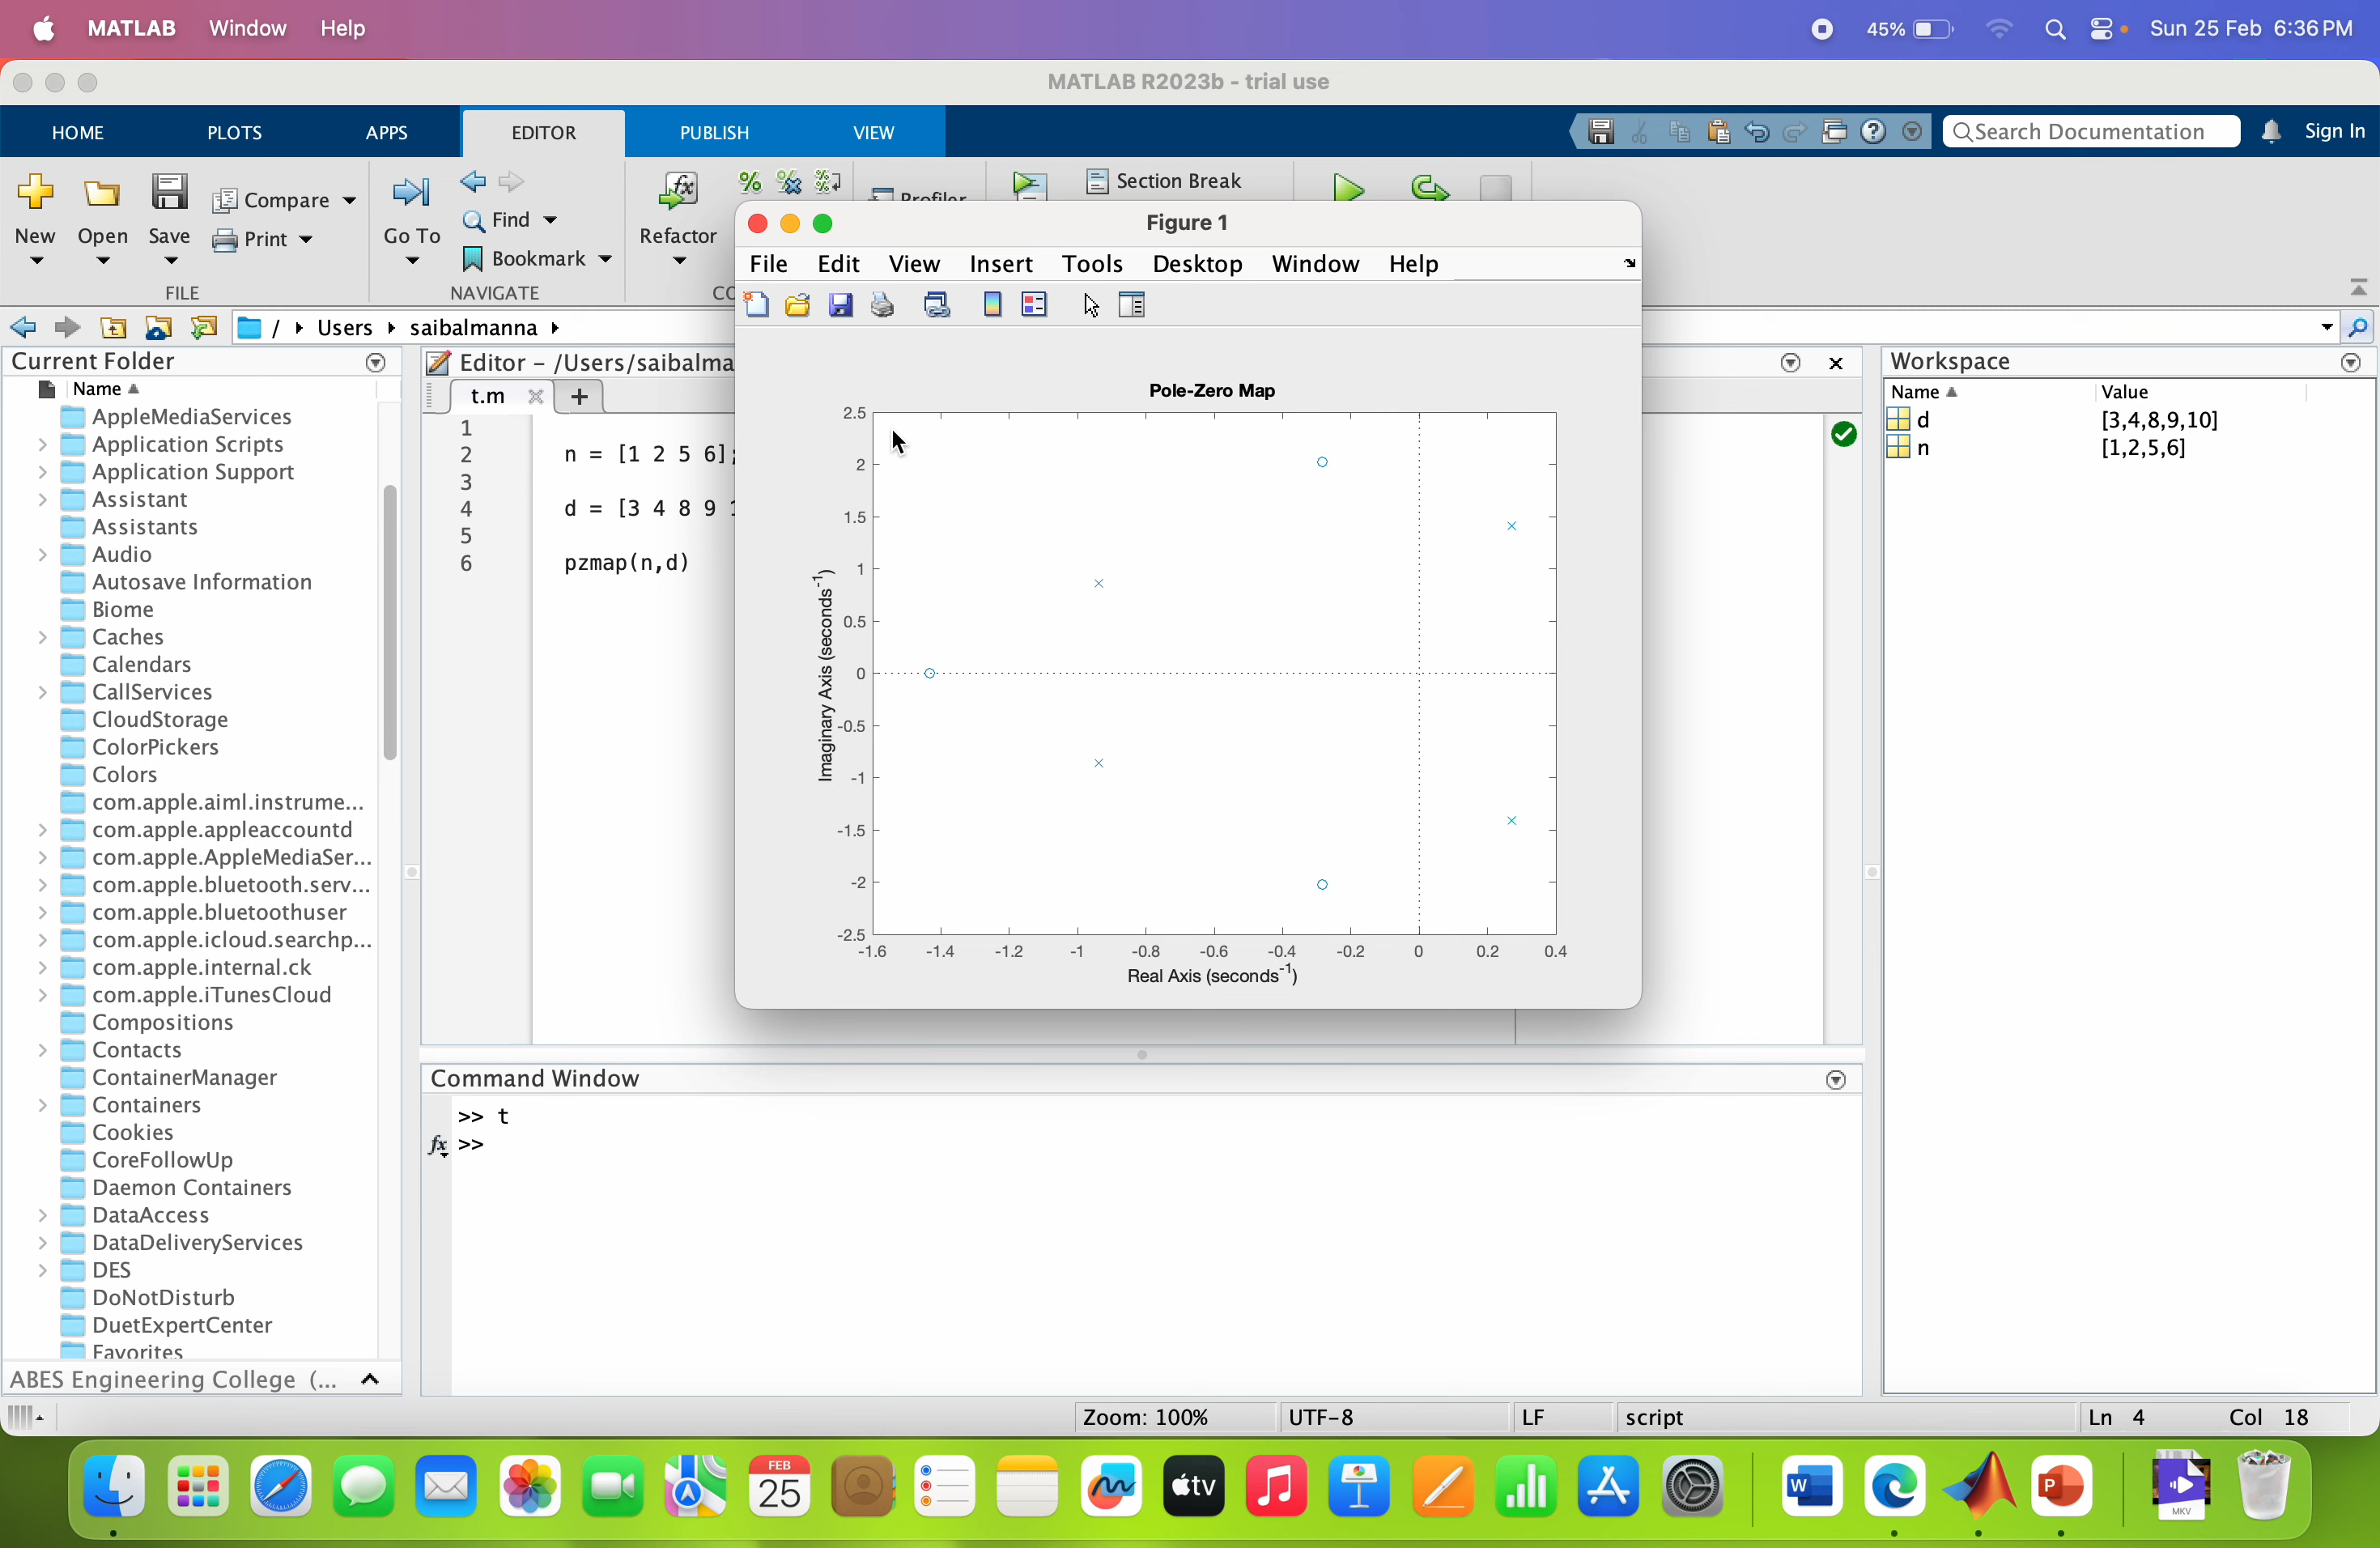 MATLAB Window Help
45% Sun 25 Feb 6:36 PM
MATLAB R2023b - trial use
HOME PLOTS APPS EDITOR PUBLISH VIEW
Search Documentation Sign In
New Open Save Compare Print
FILE
Go To Find Bookmark
NAVIGATE
Refactor
Profiler
Section Break
/ Users saibalmanna
Current Folder
Name
AppleMediaServices
Application Scripts
Application Support
Assistant
Assistants
Audio
Autosave Information
Biome
Caches
Calendars
CallServices
CloudStorage
ColorPickers
Colors
com.apple.aiml.instrume...
com.apple.appleaccountd
com.apple.AppleMediaSer...
com.apple.bluetooth.serv...
com.apple.bluetoothuser
com.apple.icloud.searchp...
com.apple.internal.ck
com.apple.iTunesCloud
Compositions
Contacts
ContainerManager
Containers
Cookies
CoreFollowUp
Daemon Containers
DataAccess
DataDeliveryServices
DES
DoNotDisturb
DuetExpertCenter
Favorites
ABES Engineering College (...
Editor - /Users/saibalma
t.m
1
2 n = [1 2 5 6];
3
4 d = [3 4 8 9 1
5
6 pzmap(n,d)
Figure 1
File Edit View Insert Tools Desktop Window Help
Pole-Zero Map
2.5
2
1.5
1
0.5
0
-0.5
-1
-1.5
-2
-2.5
Imaginary Axis (seconds⁻¹)
-1.6 -1.4 -1.2 -1 -0.8 -0.6 -0.4 -0.2 0 0.2 0.4
Real Axis (seconds⁻¹)
Command Window
>> t
fx >>
Workspace
Name Value
d [3,4,8,9,10]
n [1,2,5,6]
Zoom: 100% UTF-8 LF script Ln 4 Col 18
FEB
25
tv
W
P
MKV